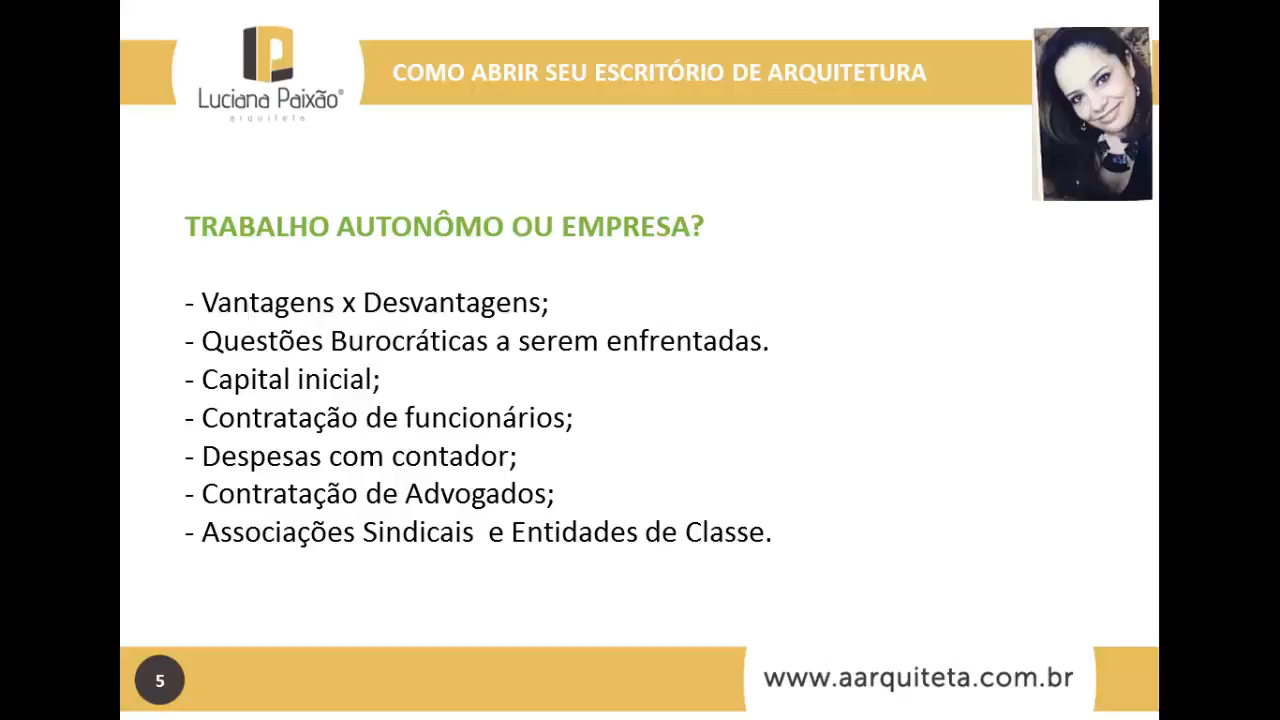 COMO ABRIR SEU ESCRITÓRIO DE ARQUITETURA
Luciana Paixão®
arquiteta
TRABALHO AUTONÔMO OU EMPRESA?
- Vantagens x Desvantagens;
- Questões Burocráticas a serem enfrentadas.
- Capital inicial;
- Contratação de funcionários;
- Despesas com contador;
- Contratação de Advogados;
- Associações Sindicais e Entidades de Classe.
5
www.aarquiteta.com.br